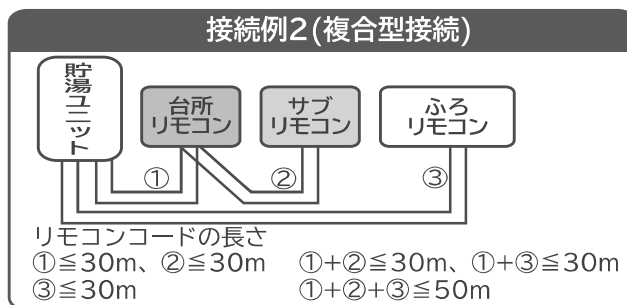 接続例2(複合型接続)
貯湯ユニット
台所
リモコン
サブ
リモコン
ふろ
リモコン
① ② ③
リモコンコードの長さ
①≦30m、②≦30m ①+②≦30m、①+③≦30m
③≦30m ①+②+③≦50m